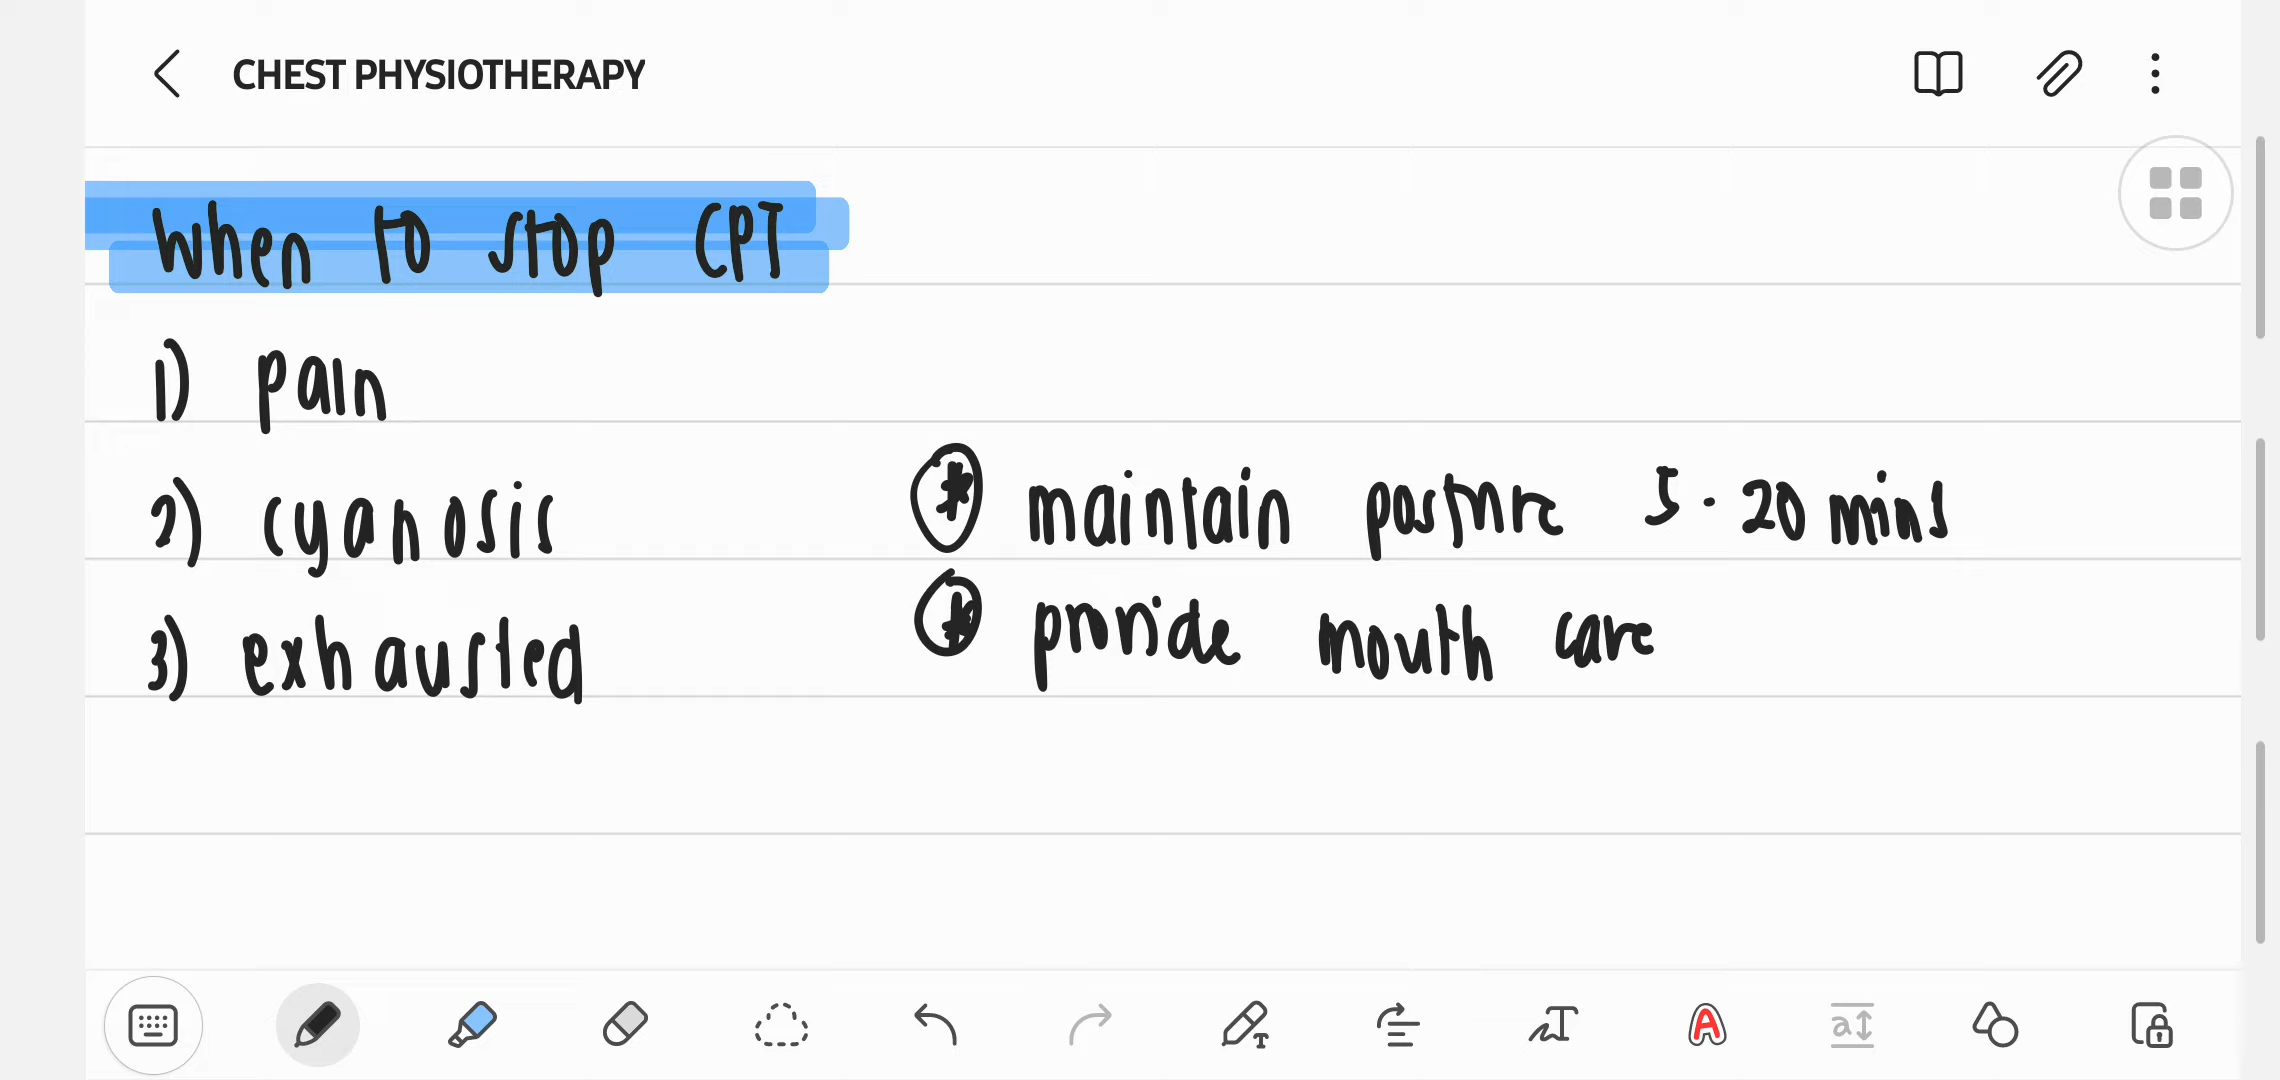 CHEST PHYSIOTHERAPY
When to stop CPT
1) pain
2) cyanosis
3) exhausted
* maintain posture 5-20 mins
* provide mouth care